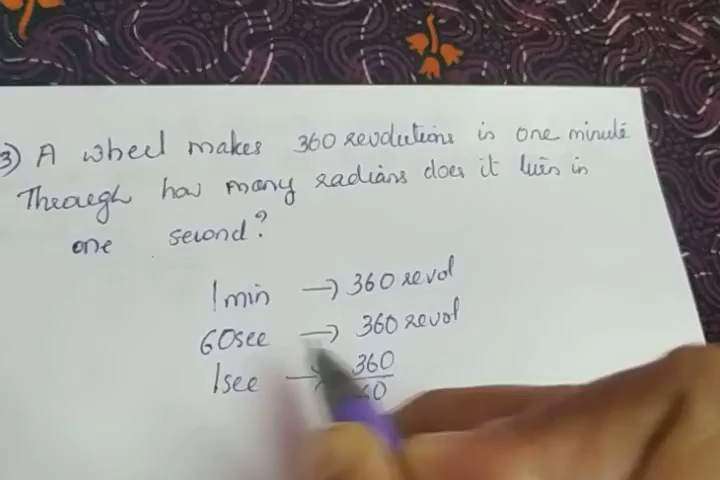 3) A wheel makes 360 revolutions in one minute
Through how many radians does it turn in
one second?
1 min → 360 revol
60sec → 360 revol
1sec → 360
60